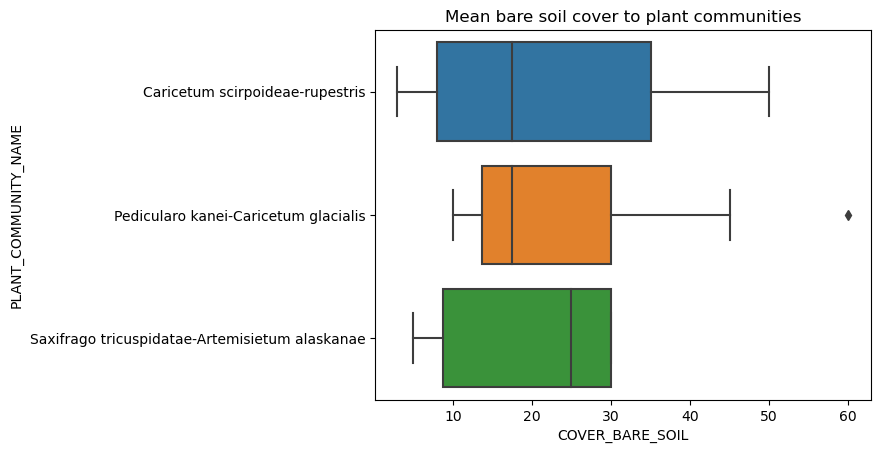 Mean bare soil cover to plant communities
PLANT_COMMUNITY_NAME
Caricetum scirpoideae-rupestris
Pedicularo kanei-Caricetum glacialis
Saxifrago tricuspidatae-Artemisietum alaskanae
10 20 30 40 50 60
COVER_BARE_SOIL